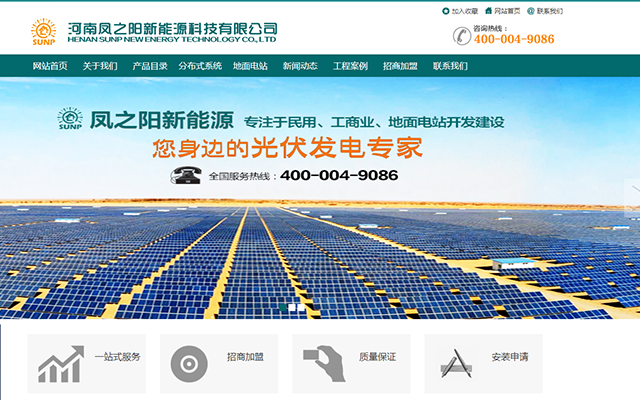 加入收藏 网站首页 联系我们
SUNP
河南凤之阳新能源科技有限公司
HENAN SUNP NEW ENERGY TECHNOLOGY CO., LTD
咨询热线：
400-004-9086
网站首页 关于我们 产品目录 分布式系统 地面电站 新闻动态 工程案例 招商加盟 联系我们
SUNP 凤之阳新能源 专注于民用、工商业、地面电站开发建设
您身边的光伏发电专家
全国服务热线：400-004-9086
一站式服务 招商加盟 质量保证 安装申请